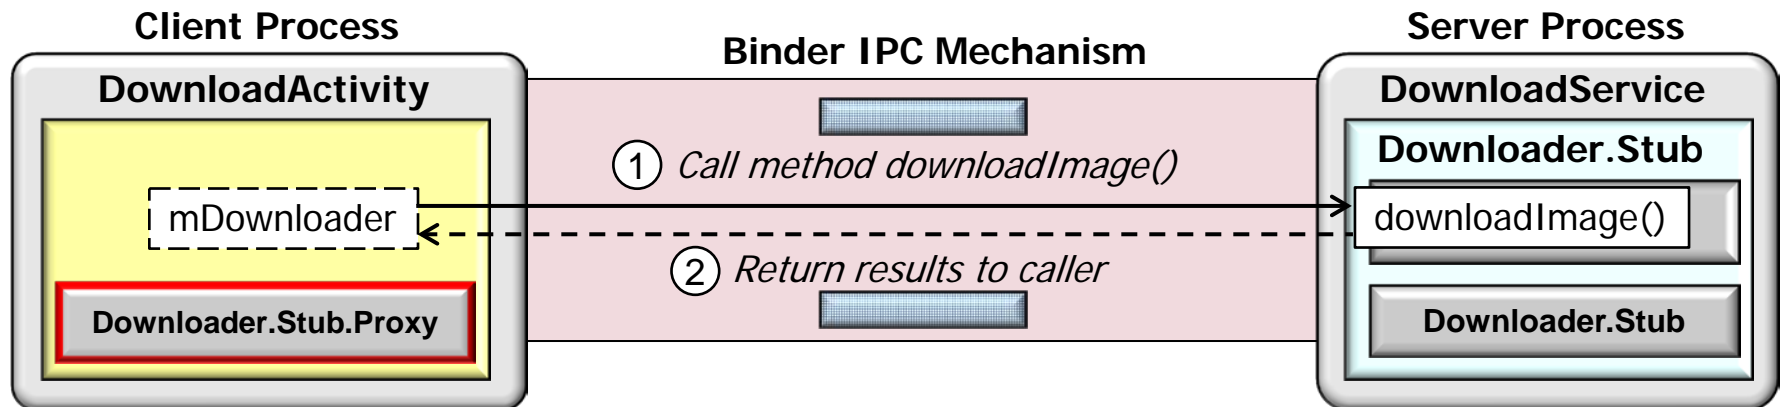 Client Process
DownloadActivity
mDownloader
Downloader.Stub.Proxy
Binder IPC Mechanism
1 Call method downloadImage()
2 Return results to caller
Server Process
DownloadService
Downloader.Stub
downloadImage()
Downloader.Stub